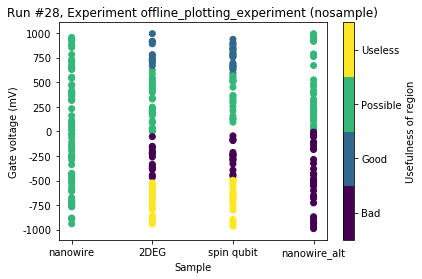 Run #28, Experiment offline_plotting_experiment (nosample)
1000
750
500
250
0
-250
-500
-750
-1000
Gate voltage (mV)
nanowire
2DEG
spin qubit
nanowire_alt
Sample
Useless
Possible
Good
Bad
Usefulness of region